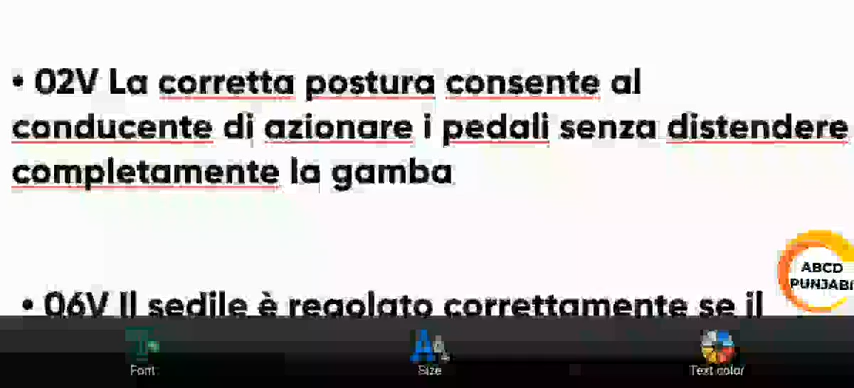 • 02V La corretta postura consente al
conducente di azionare i pedali senza distendere
completamente la gamba
ABCD
PUNJABI
• 06V Il sedile è regolato correttamente se il
Font
Size
Text color